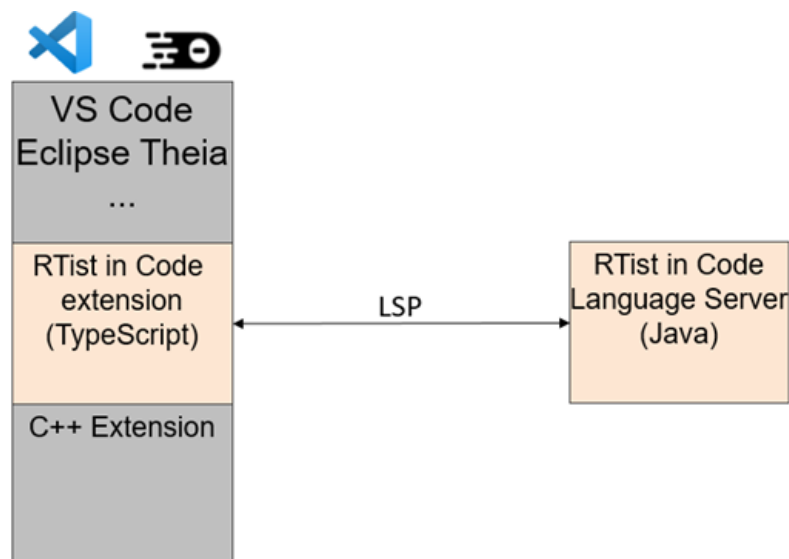 VS Code
Eclipse Theia
...
RTist in Code
extension
(TypeScript)
LSP
RTist in Code
Language Server
(Java)
C++ Extension